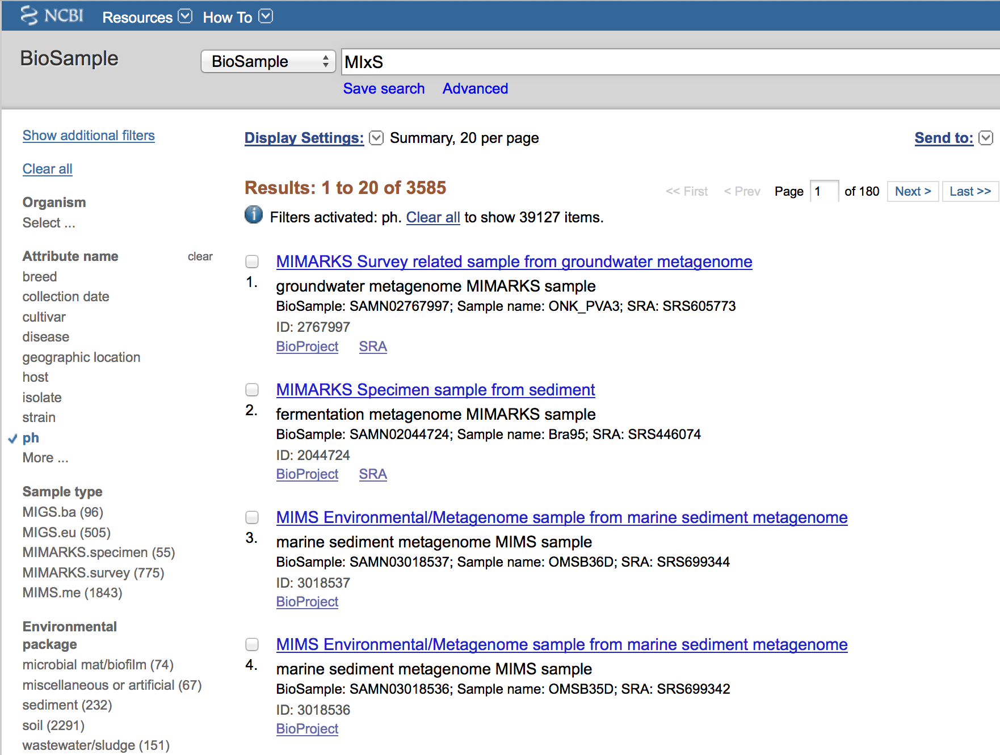 NCBI Resources How To
BioSample
BioSample
MIxS
Save search Advanced
Show additional filters
Clear all
Organism
Select ...
Attribute name clear
breed
collection date
cultivar
disease
geographic location
host
isolate
strain
ph
More ...
Sample type
MIGS.ba (96)
MIGS.eu (505)
MIMARKS.specimen (55)
MIMARKS.survey (775)
MIMS.me (1843)
Environmental
package
microbial mat/biofilm (74)
miscellaneous or artificial (67)
sediment (232)
soil (2291)
wastewater/sludge (151)
Display Settings: Summary, 20 per page
Send to:
Results: 1 to 20 of 3585
<< First < Prev Page 1 of 180 Next > Last >>
Filters activated: ph. Clear all to show 39127 items.
MIMARKS Survey related sample from groundwater metagenome
1.
groundwater metagenome MIMARKS sample
BioSample: SAMN02767997; Sample name: ONK_PVA3; SRA: SRS605773
ID: 2767997
BioProject SRA
MIMARKS Specimen sample from sediment
2.
fermentation metagenome MIMARKS sample
BioSample: SAMN02044724; Sample name: Bra95; SRA: SRS446074
ID: 2044724
BioProject SRA
MIMS Environmental/Metagenome sample from marine sediment metagenome
3.
marine sediment metagenome MIMS sample
BioSample: SAMN03018537; Sample name: OMSB36D; SRA: SRS699344
ID: 3018537
BioProject
MIMS Environmental/Metagenome sample from marine sediment metagenome
4.
marine sediment metagenome MIMS sample
BioSample: SAMN03018536; Sample name: OMSB35D; SRA: SRS699342
ID: 3018536
BioProject